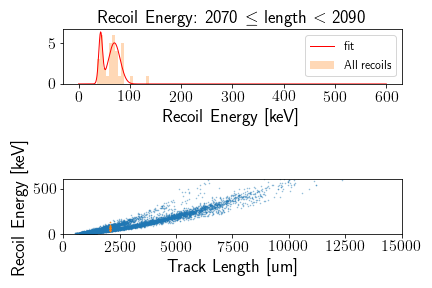 Recoil Energy: 2070 ≤ length < 2090
5
0
fit
All recoils
0 100 200 300 400 500 600
Recoil Energy [keV]
Recoil Energy [keV]
500
0
0 2500 5000 7500 10000 12500 15000
Track Length [um]